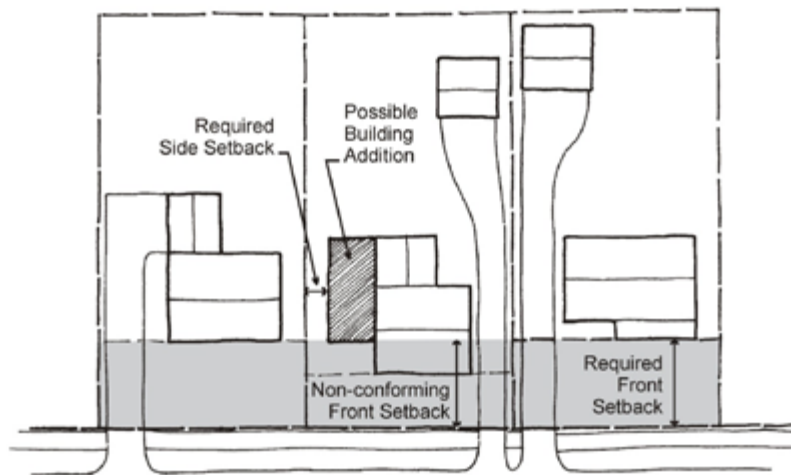 Required
Side Setback
Possible
Building
Addition
Non-conforming
Front Setback
Required
Front
Setback